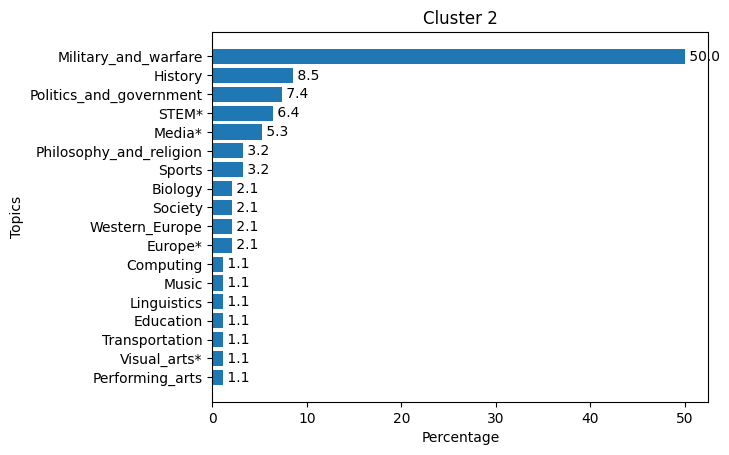 Cluster 2
Topics
Military_and_warfare 50.0
History 8.5
Politics_and_government 7.4
STEM* 6.4
Media* 5.3
Philosophy_and_religion 3.2
Sports 3.2
Biology 2.1
Society 2.1
Western_Europe 2.1
Europe* 2.1
Computing 1.1
Music 1.1
Linguistics 1.1
Education 1.1
Transportation 1.1
Visual_arts* 1.1
Performing_arts 1.1
0 10 20 30 40 50
Percentage